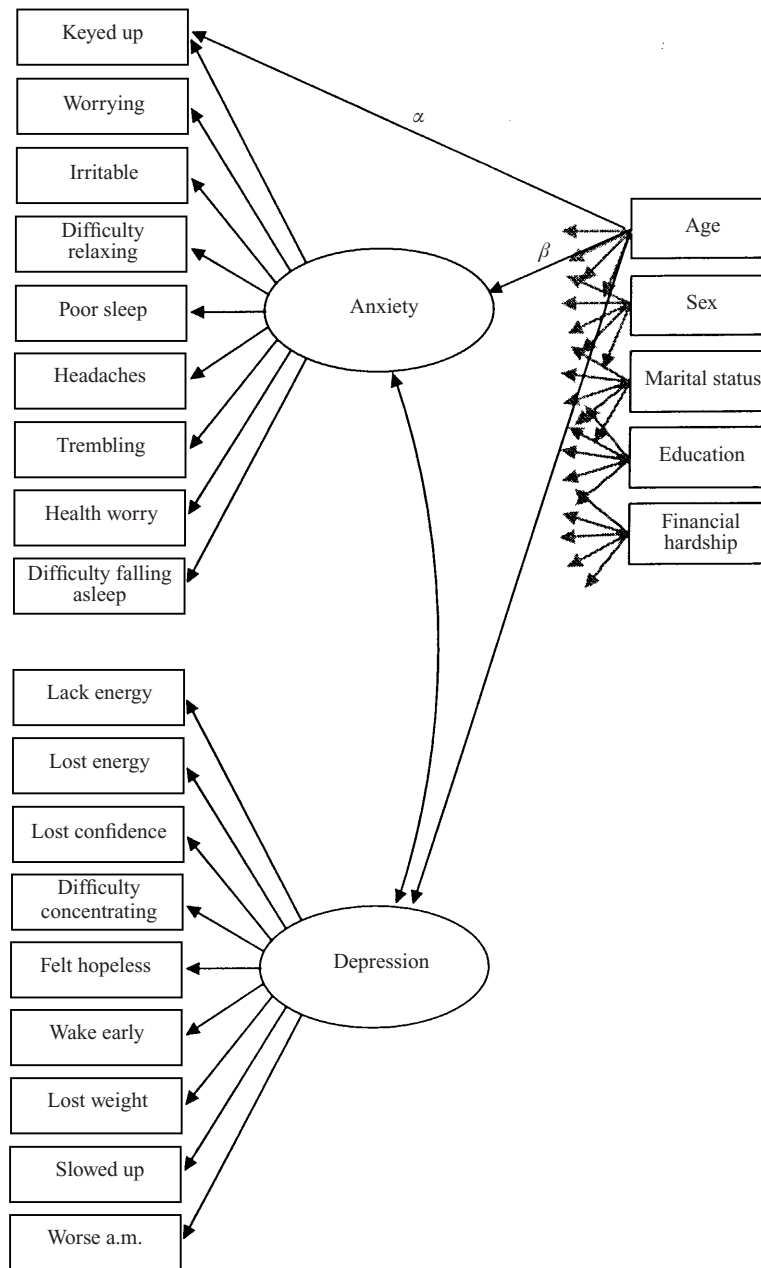 Keyed up
Worrying
Irritable
Difficulty
relaxing
Poor sleep
Headaches
Trembling
Health worry
Difficulty falling
asleep
Lack energy
Lost energy
Lost confidence
Difficulty
concentrating
Felt hopeless
Wake early
Lost weight
Slowed up
Worse a.m.
Anxiety
Depression
α
β
Age
Sex
Marital status
Education
Financial
hardship